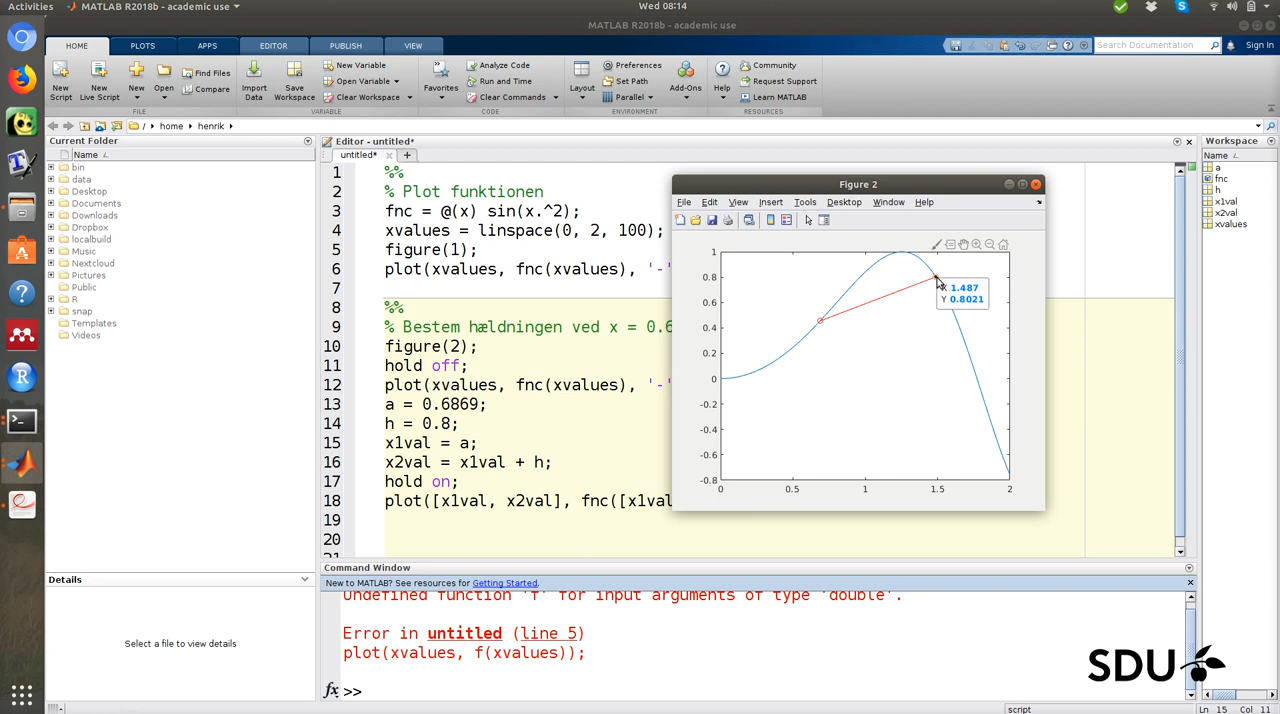 Activities MATLAB R2018b - academic use Wed 08:14
MATLAB R2018b - academic use
HOME PLOTS APPS EDITOR PUBLISH VIEW Search Documentation Sign In
New Script
New Live Script
New
Open
Find Files
Compare
FILE
Import Data
Save Workspace
New Variable
Open Variable
Clear Workspace
VARIABLE
Favorites
Analyze Code
Run and Time
Clear Commands
CODE
Layout
Preferences
Set Path
Parallel
ENVIRONMENT
Add-Ons
Help
Community
Request Support
Learn MATLAB
RESOURCES
/ home henrik
Current Folder
Name
bin
data
Desktop
Documents
Downloads
Dropbox
localbuild
Music
Nextcloud
Pictures
Public
R
snap
Templates
Videos
Details
Select a file to view details
Editor - untitled*
untitled*
1 %%
2 % Plot funktionen
3 fnc = @(x) sin(x.^2);
4 xvalues = linspace(0, 2, 100);
5 figure(1);
6 plot(xvalues, fnc(xvalues), '-'
7
8 %%
9 % Bestem hældningen ved x = 0.6
10 figure(2);
11 hold off;
12 plot(xvalues, fnc(xvalues), '-'
13 a = 0.6869;
14 h = 0.8;
15 x1val = a;
16 x2val = x1val + h;
17 hold on;
18 plot([x1val, x2val], fnc([x1val
19
20
21
Figure 2
File Edit View Insert Tools Desktop Window Help
1
0.8
0.6
0.4
0.2
0
-0.2
-0.4
-0.6
-0.8
0 0.5 1 1.5 2
X 1.487
Y 0.8021
Workspace
Name
a
fnc
h
x1val
x2val
xvalues
Command Window
New to MATLAB? See resources for Getting Started.
Undefined function 'f' for input arguments of type 'double'.
Error in untitled (line 5)
plot(xvalues, f(xvalues));
fx >>
SDU
script Ln 15 Col 11